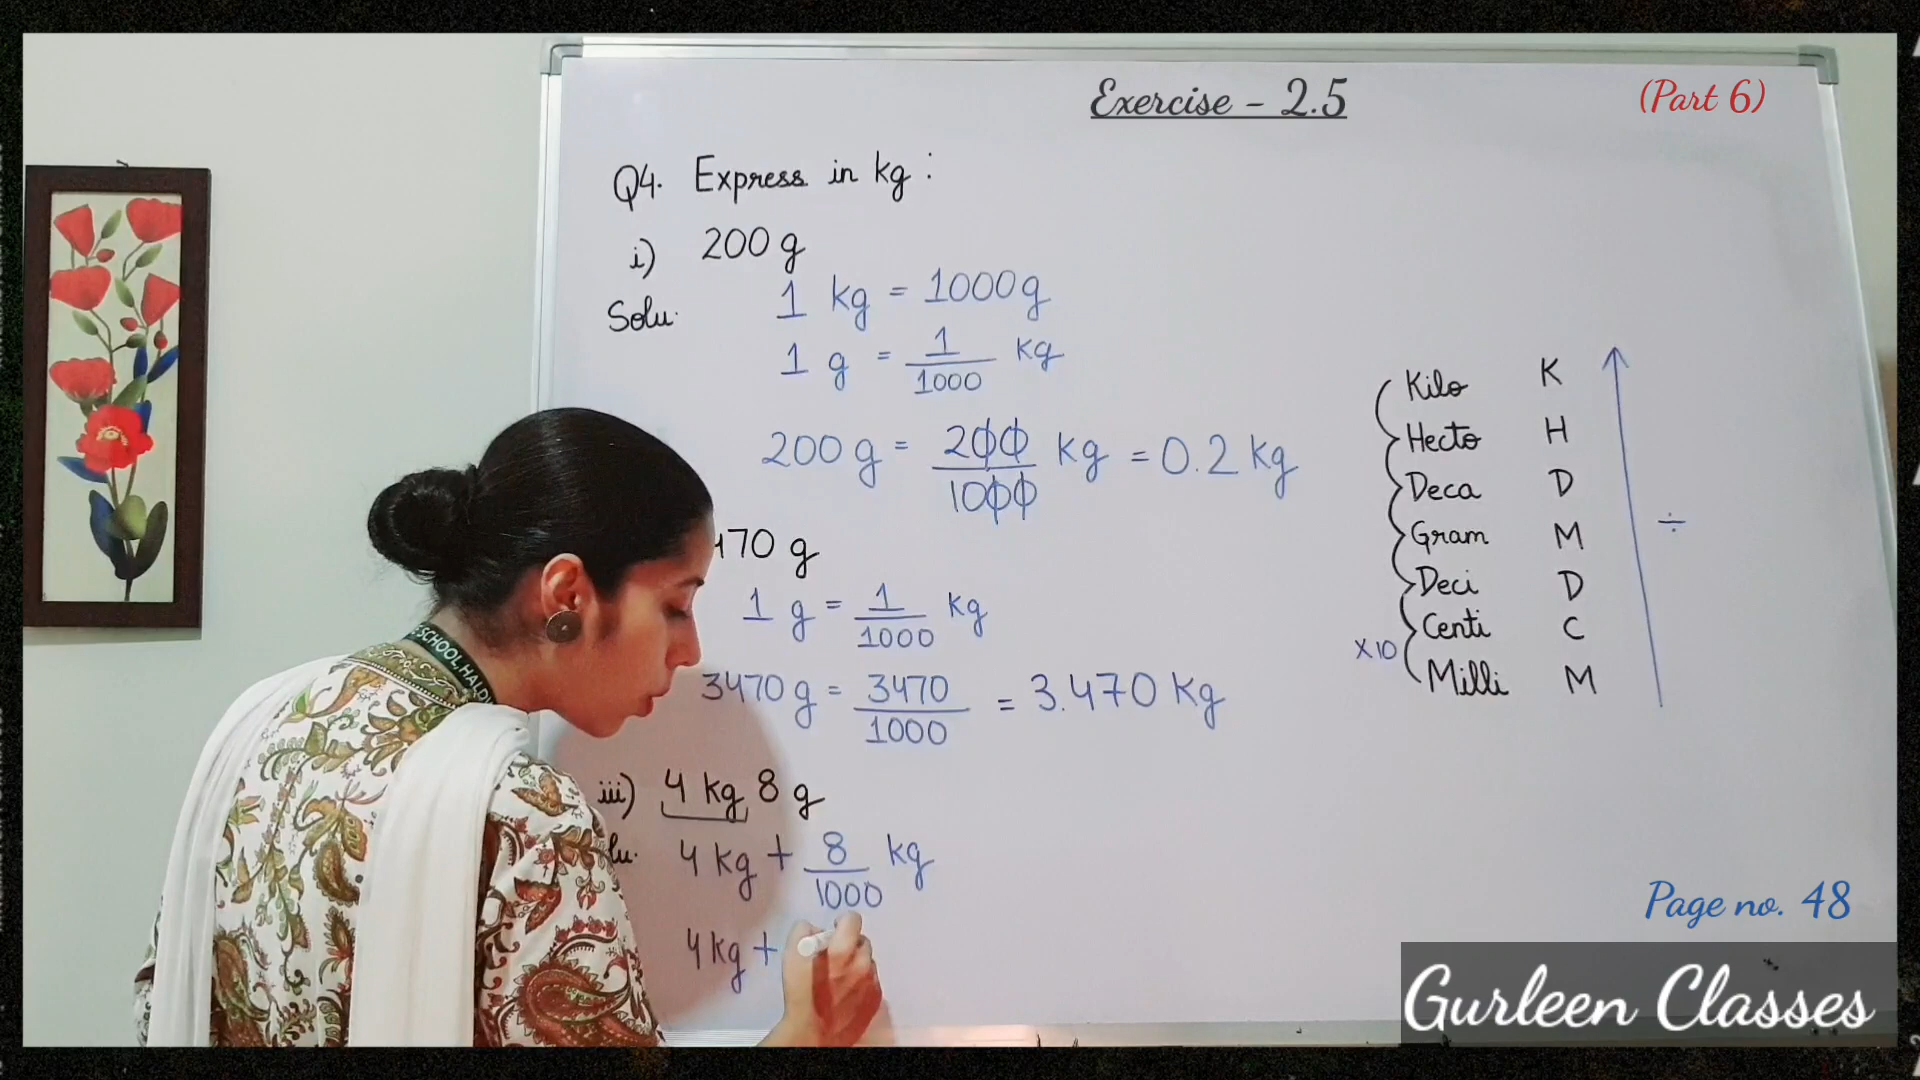 Exercise - 2.5
(Part 6)
Q4. Express in kg :
i) 200 g
Solu. 1 kg = 1000 g
1 g = 1/1000 kg
200 g = 200/1000 kg = 0.2 kg
470 g
1 g = 1/1000 kg
3470 g = 3470/1000 = 3.470 kg
iii) 4 kg 8 g
lu. 4 kg + 8/1000 kg
4 kg +
Kilo K
Hecto H
Deca D
Gram M
÷
Deci D
Centi C
x10
Milli M
SCHOOL, HALD
Page no. 48
Gurleen Classes